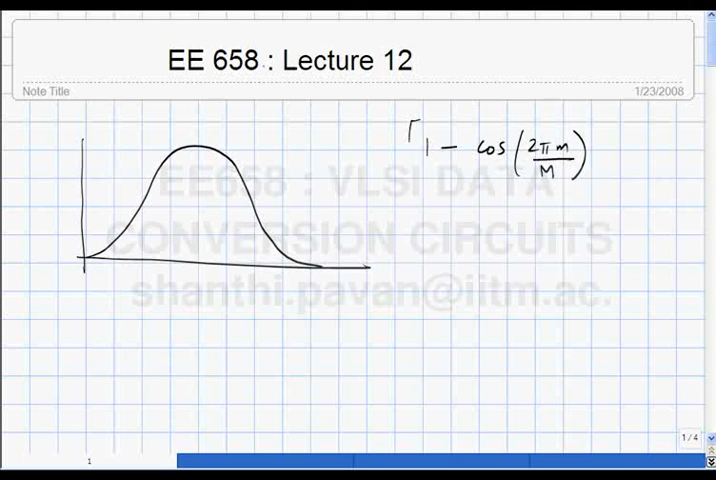 EE 658 : Lecture 12
Note Title
1/23/2008
[1 - cos(2πm/M)
EE658 : VLSI DATA
CONVERSION CIRCUITS
shanthi.pavan@iitm.ac.
1/4
1